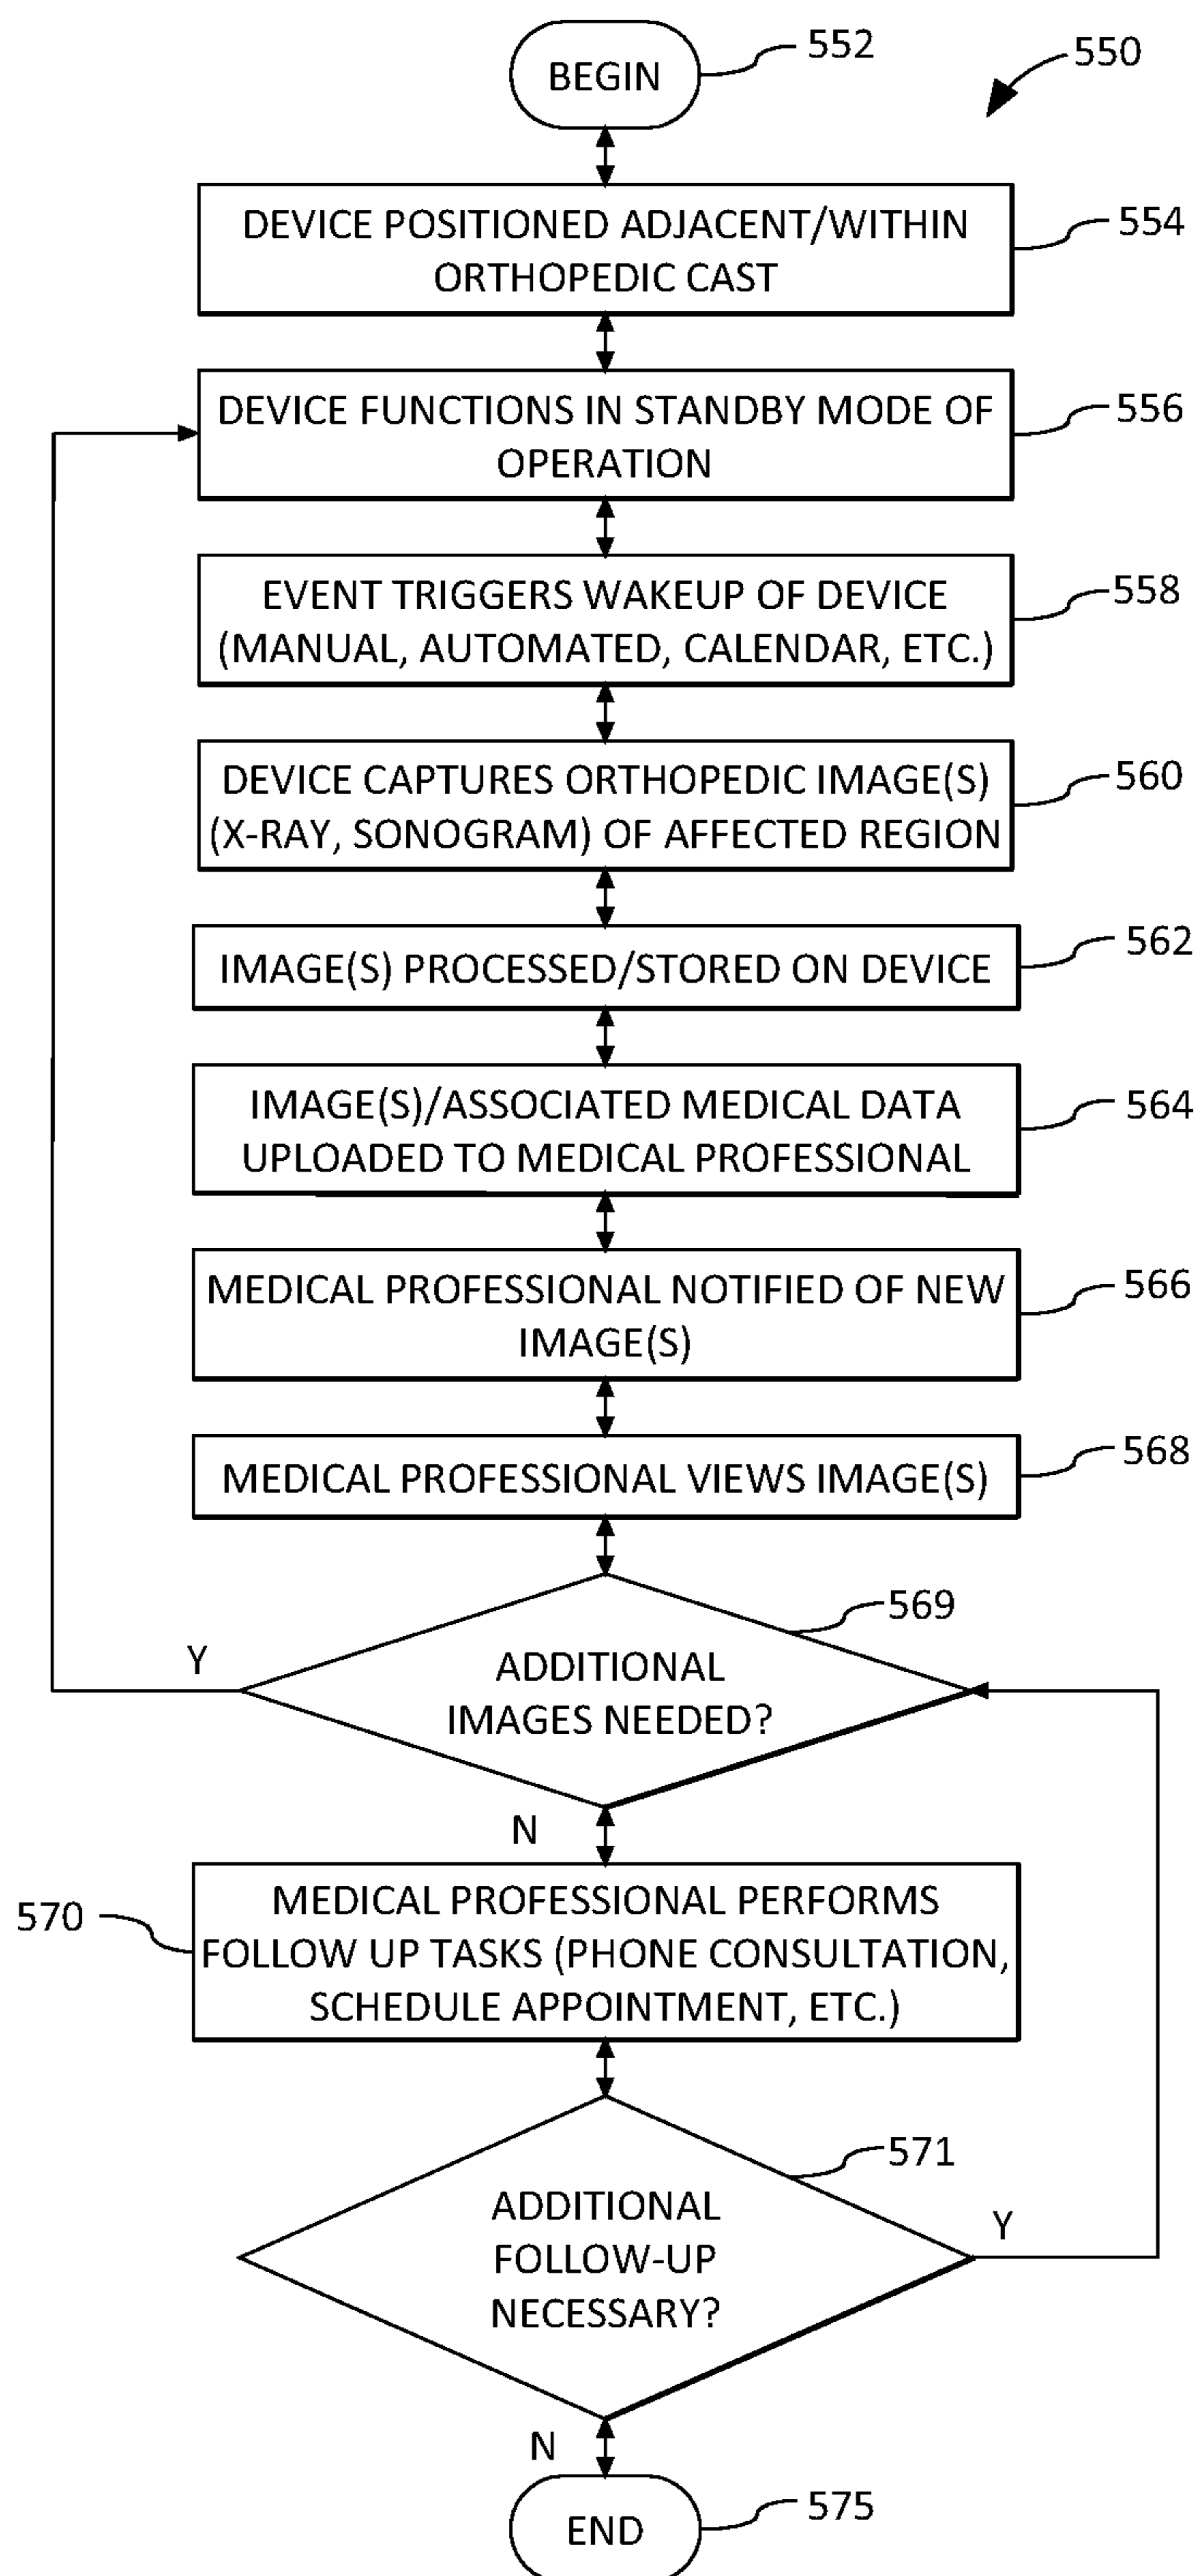 BEGIN
552
550
DEVICE POSITIONED ADJACENT/WITHIN
ORTHOPEDIC CAST
554
DEVICE FUNCTIONS IN STANDBY MODE OF
OPERATION
556
EVENT TRIGGERS WAKEUP OF DEVICE
(MANUAL, AUTOMATED, CALENDAR, ETC.)
558
DEVICE CAPTURES ORTHOPEDIC IMAGE(S)
(X-RAY, SONOGRAM) OF AFFECTED REGION
560
IMAGE(S) PROCESSED/STORED ON DEVICE
562
IMAGE(S)/ASSOCIATED MEDICAL DATA
UPLOADED TO MEDICAL PROFESSIONAL
564
MEDICAL PROFESSIONAL NOTIFIED OF NEW
IMAGE(S)
566
MEDICAL PROFESSIONAL VIEWS IMAGE(S)
568
569
Y
ADDITIONAL
IMAGES NEEDED?
N
570
MEDICAL PROFESSIONAL PERFORMS
FOLLOW UP TASKS (PHONE CONSULTATION,
SCHEDULE APPOINTMENT, ETC.)
571
ADDITIONAL
FOLLOW-UP
NECESSARY?
Y
N
END
575